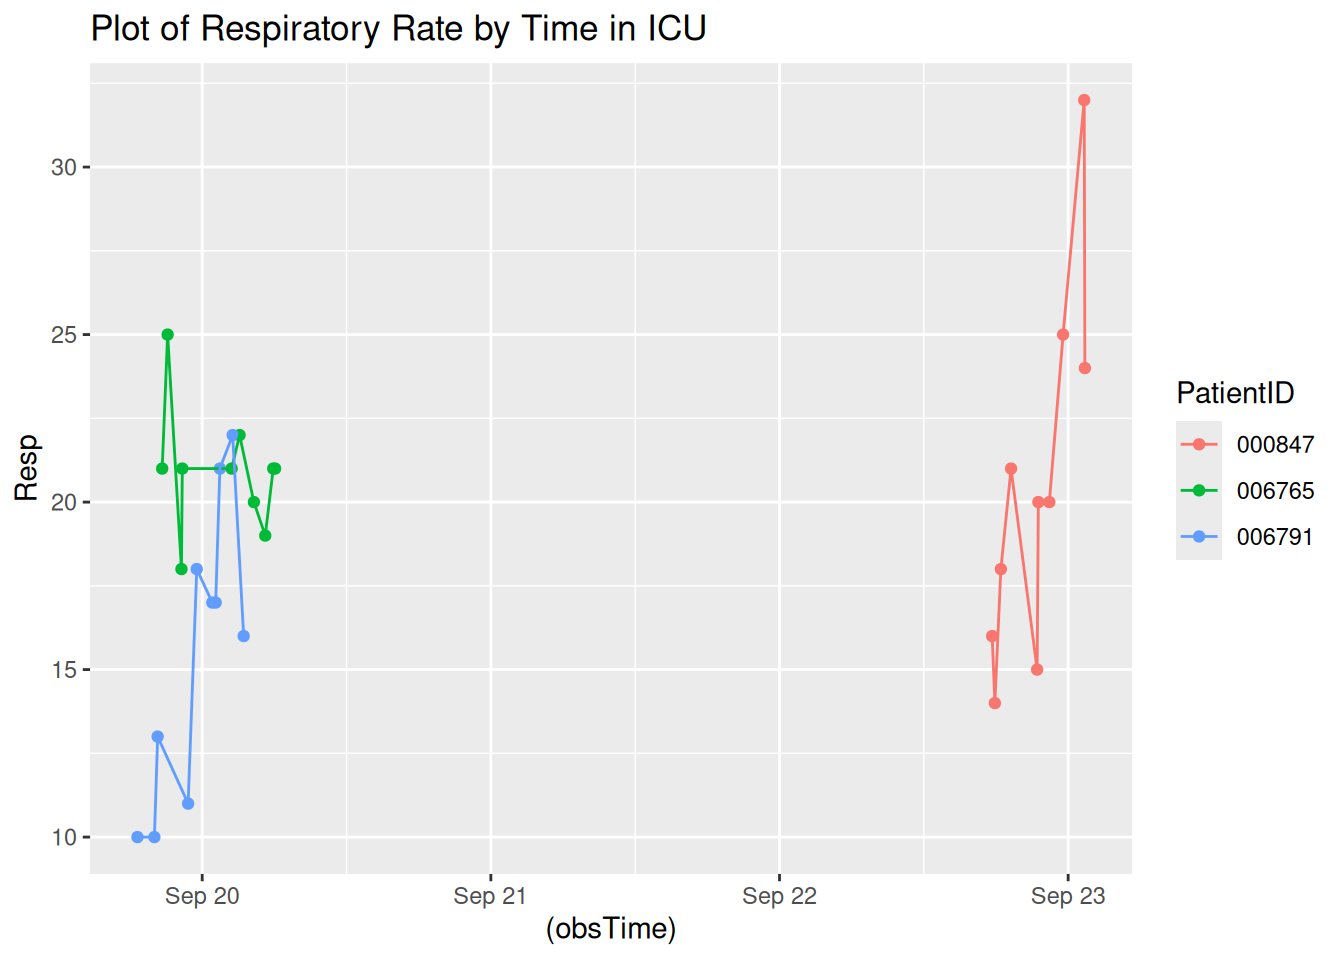 Plot of Respiratory Rate by Time in ICU
30
25
20
15
10
Resp
Sep 20 Sep 21 Sep 22 Sep 23
(obsTime)
PatientID
000847
006765
006791